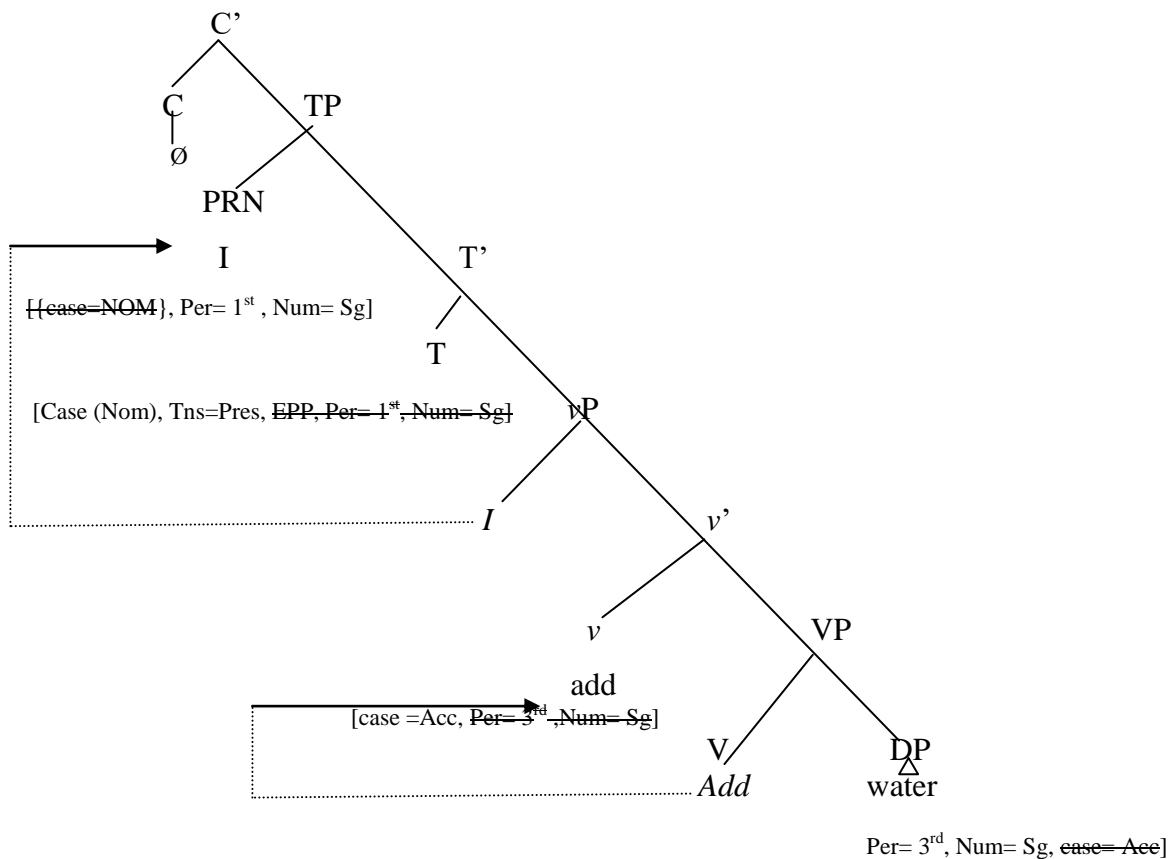 C’
C TP
Ø
PRN
I T’
[{case=NOM}, Per= 1st , Num= Sg]
T
[Case (Nom), Tns=Pres, EPP, Per= 1st, Num= Sg] vP
I v’
v VP
add
[case =Acc, Per= 3rd ,Num= Sg]
V DP
Add water
Per= 3rd, Num= Sg, case= Acc]